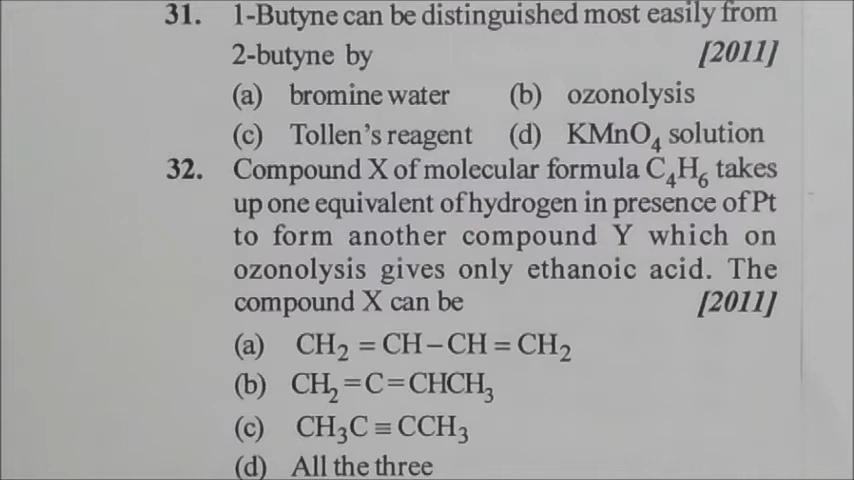 31. 1-Butyne can be distinguished most easily from
2-butyne by [2011]
(a) bromine water (b) ozonolysis
(c) Tollen's reagent (d) KMnO₄ solution
32. Compound X of molecular formula C₄H₆ takes
up one equivalent of hydrogen in presence of Pt
to form another compound Y which on
ozonolysis gives only ethanoic acid. The
compound X can be [2011]
(a) CH₂ = CH – CH = CH₂
(b) CH₂ = C = CHCH₃
(c) CH₃C ≡ CCH₃
(d) All the three